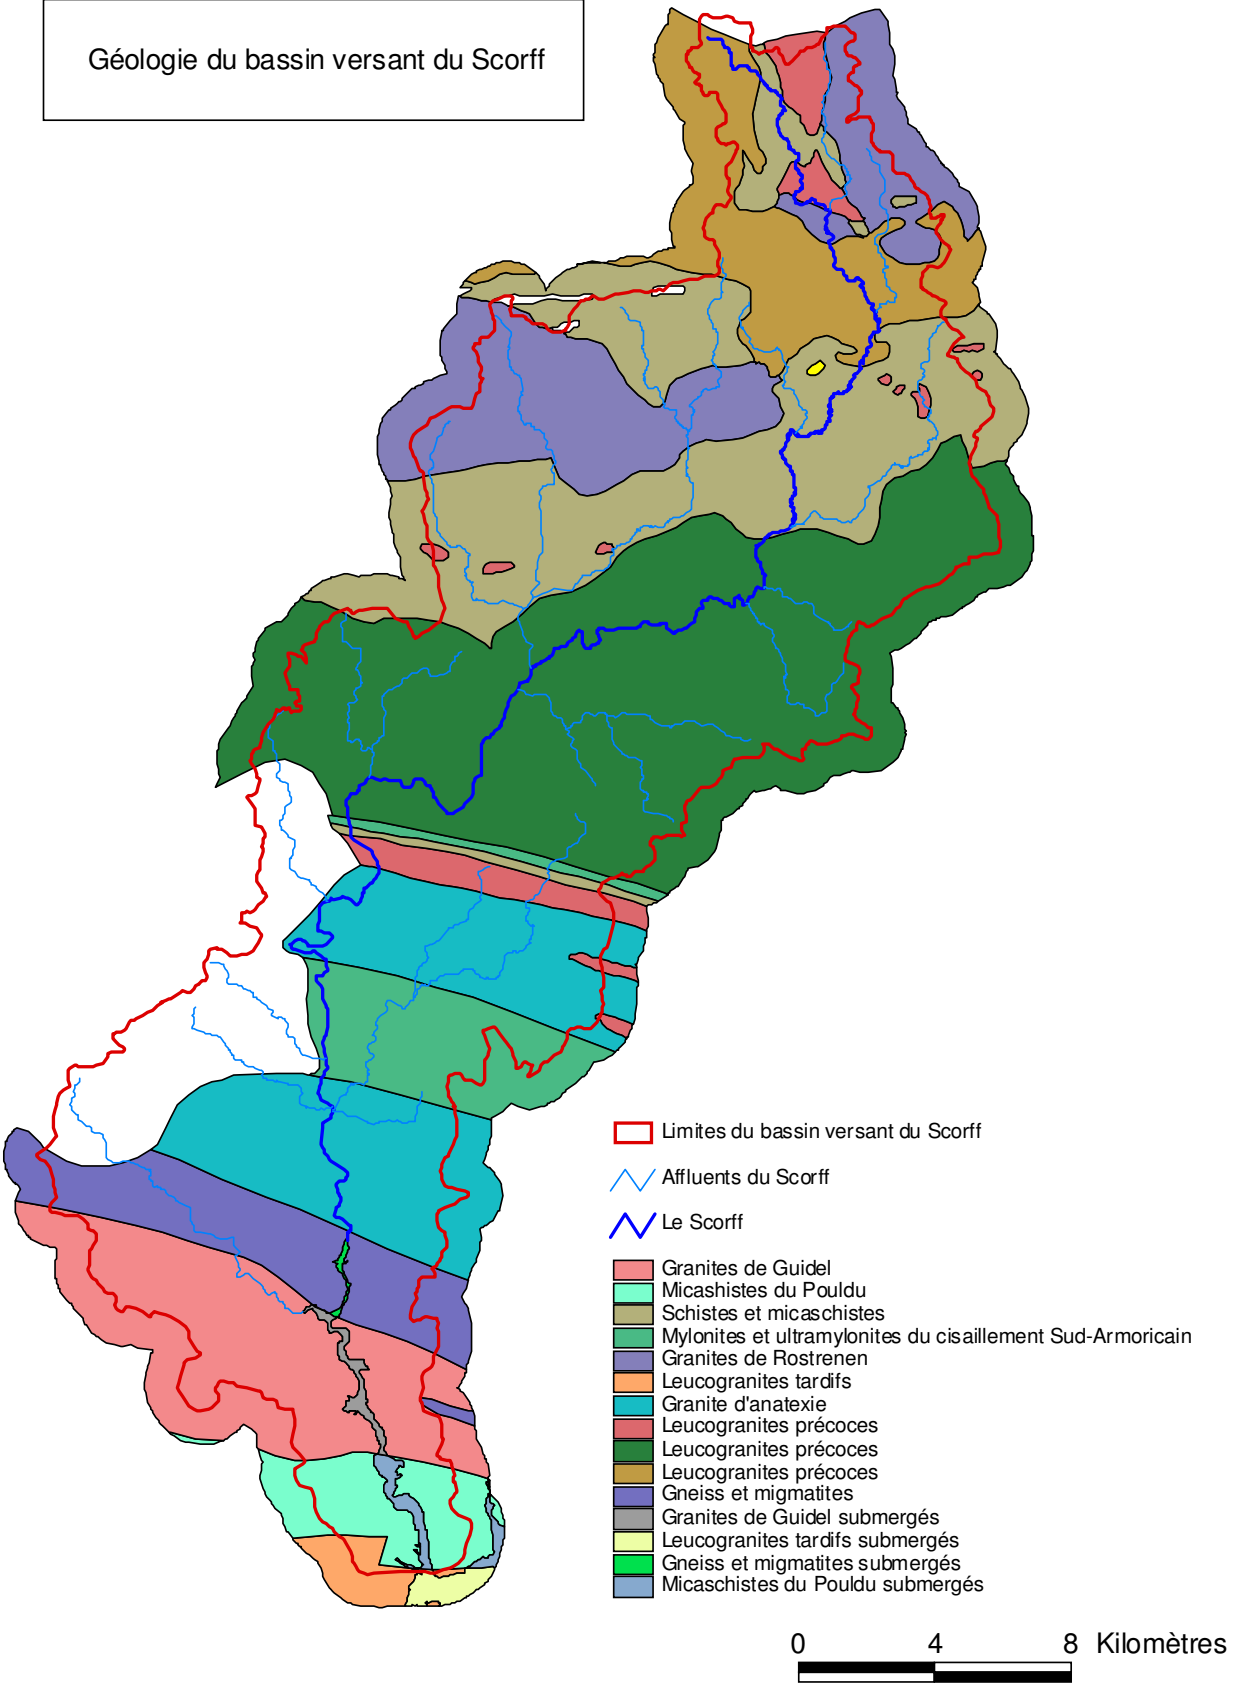 Géologie du bassin versant du Scorff
Limites du bassin versant du Scorff
Affluents du Scorff
Le Scorff
Granites de Guidel
Micashistes du Pouldu
Schistes et micaschistes
Mylonites et ultramylonites du cisaillement Sud-Armoricain
Granites de Rostrenen
Leucogranites tardifs
Granite d'anatexie
Leucogranites précoces
Leucogranites précoces
Leucogranites précoces
Gneiss et migmatites
Granites de Guidel submergés
Leucogranites tardifs submergés
Gneiss et migmatites submergés
Micaschistes du Pouldu submergés
0 4 8 Kilomètres